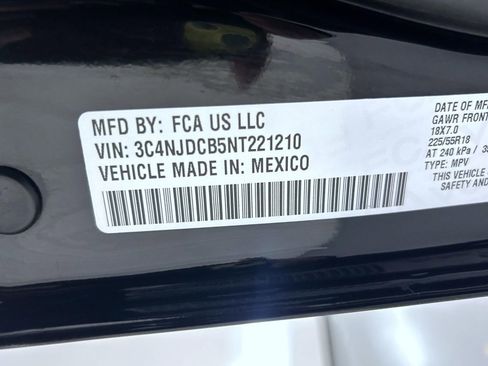 MFD BY: FCA US LLC
VIN: 3C4NJDCB5NT221210
VEHICLE MADE IN: MEXICO
DATE OF
GAWR FRONT
18X7.0
225/55R18
AT 240 kPa /
TYPE: MPV
THIS VEHICLE
SAFETY AND